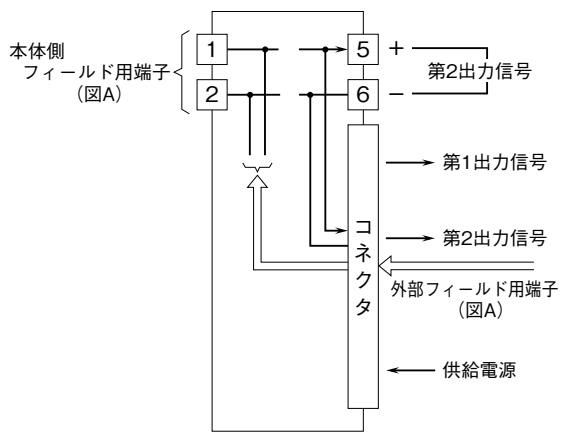 本体側
フィールド用端子
（図A）
1
2
5
6
+
−
第2出力信号
第1出力信号
第2出力信号
コネクタ
外部フィールド用端子
（図A）
供給電源